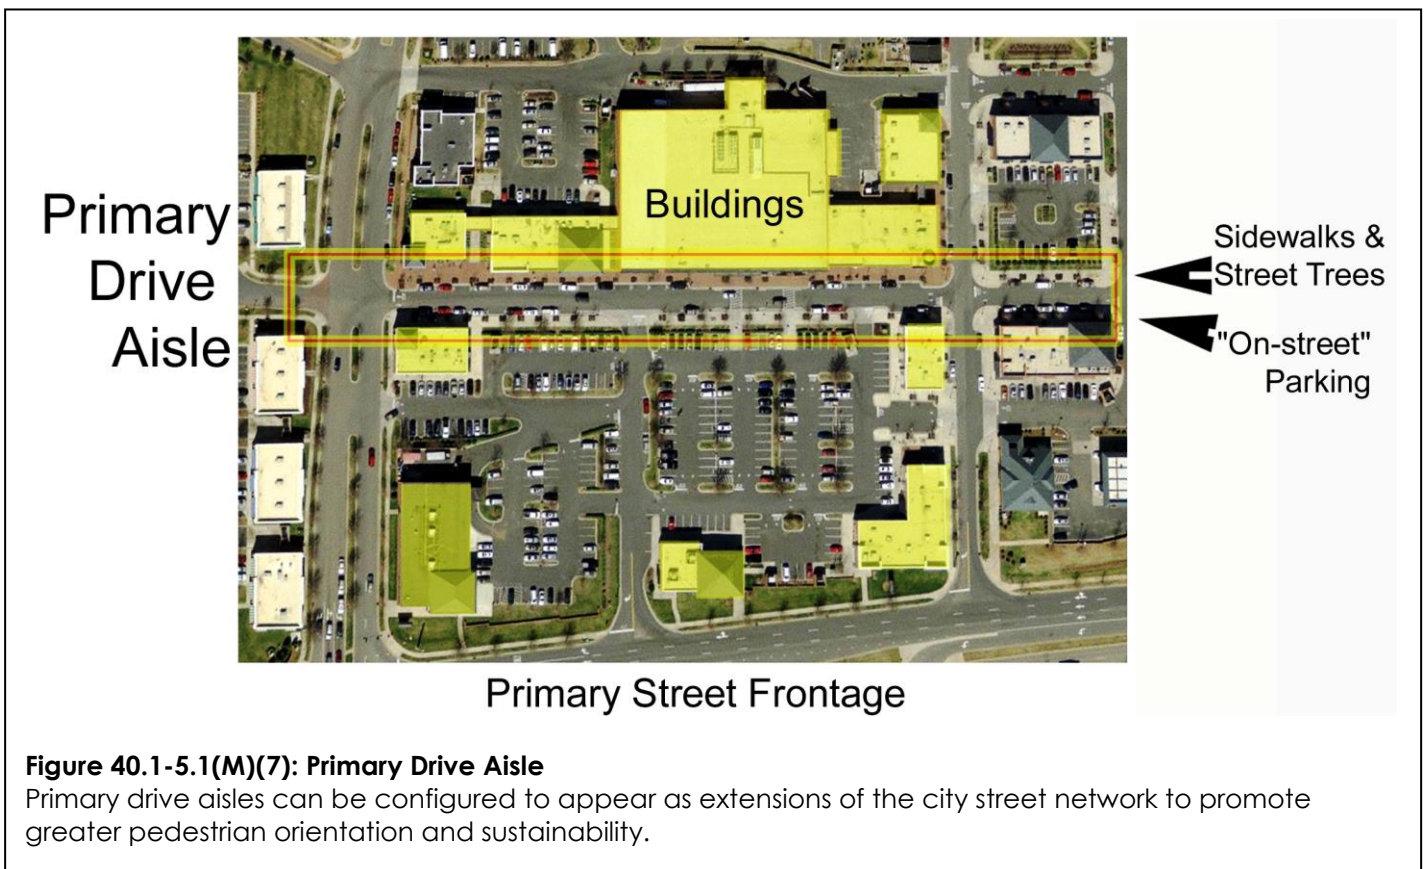 Primary
Drive
Aisle
Buildings
Sidewalks &
Street Trees
"On-street"
Parking
Primary Street Frontage
Figure 40.1-5.1(M)(7): Primary Drive Aisle
Primary drive aisles can be configured to appear as extensions of the city street network to promote
greater pedestrian orientation and sustainability.